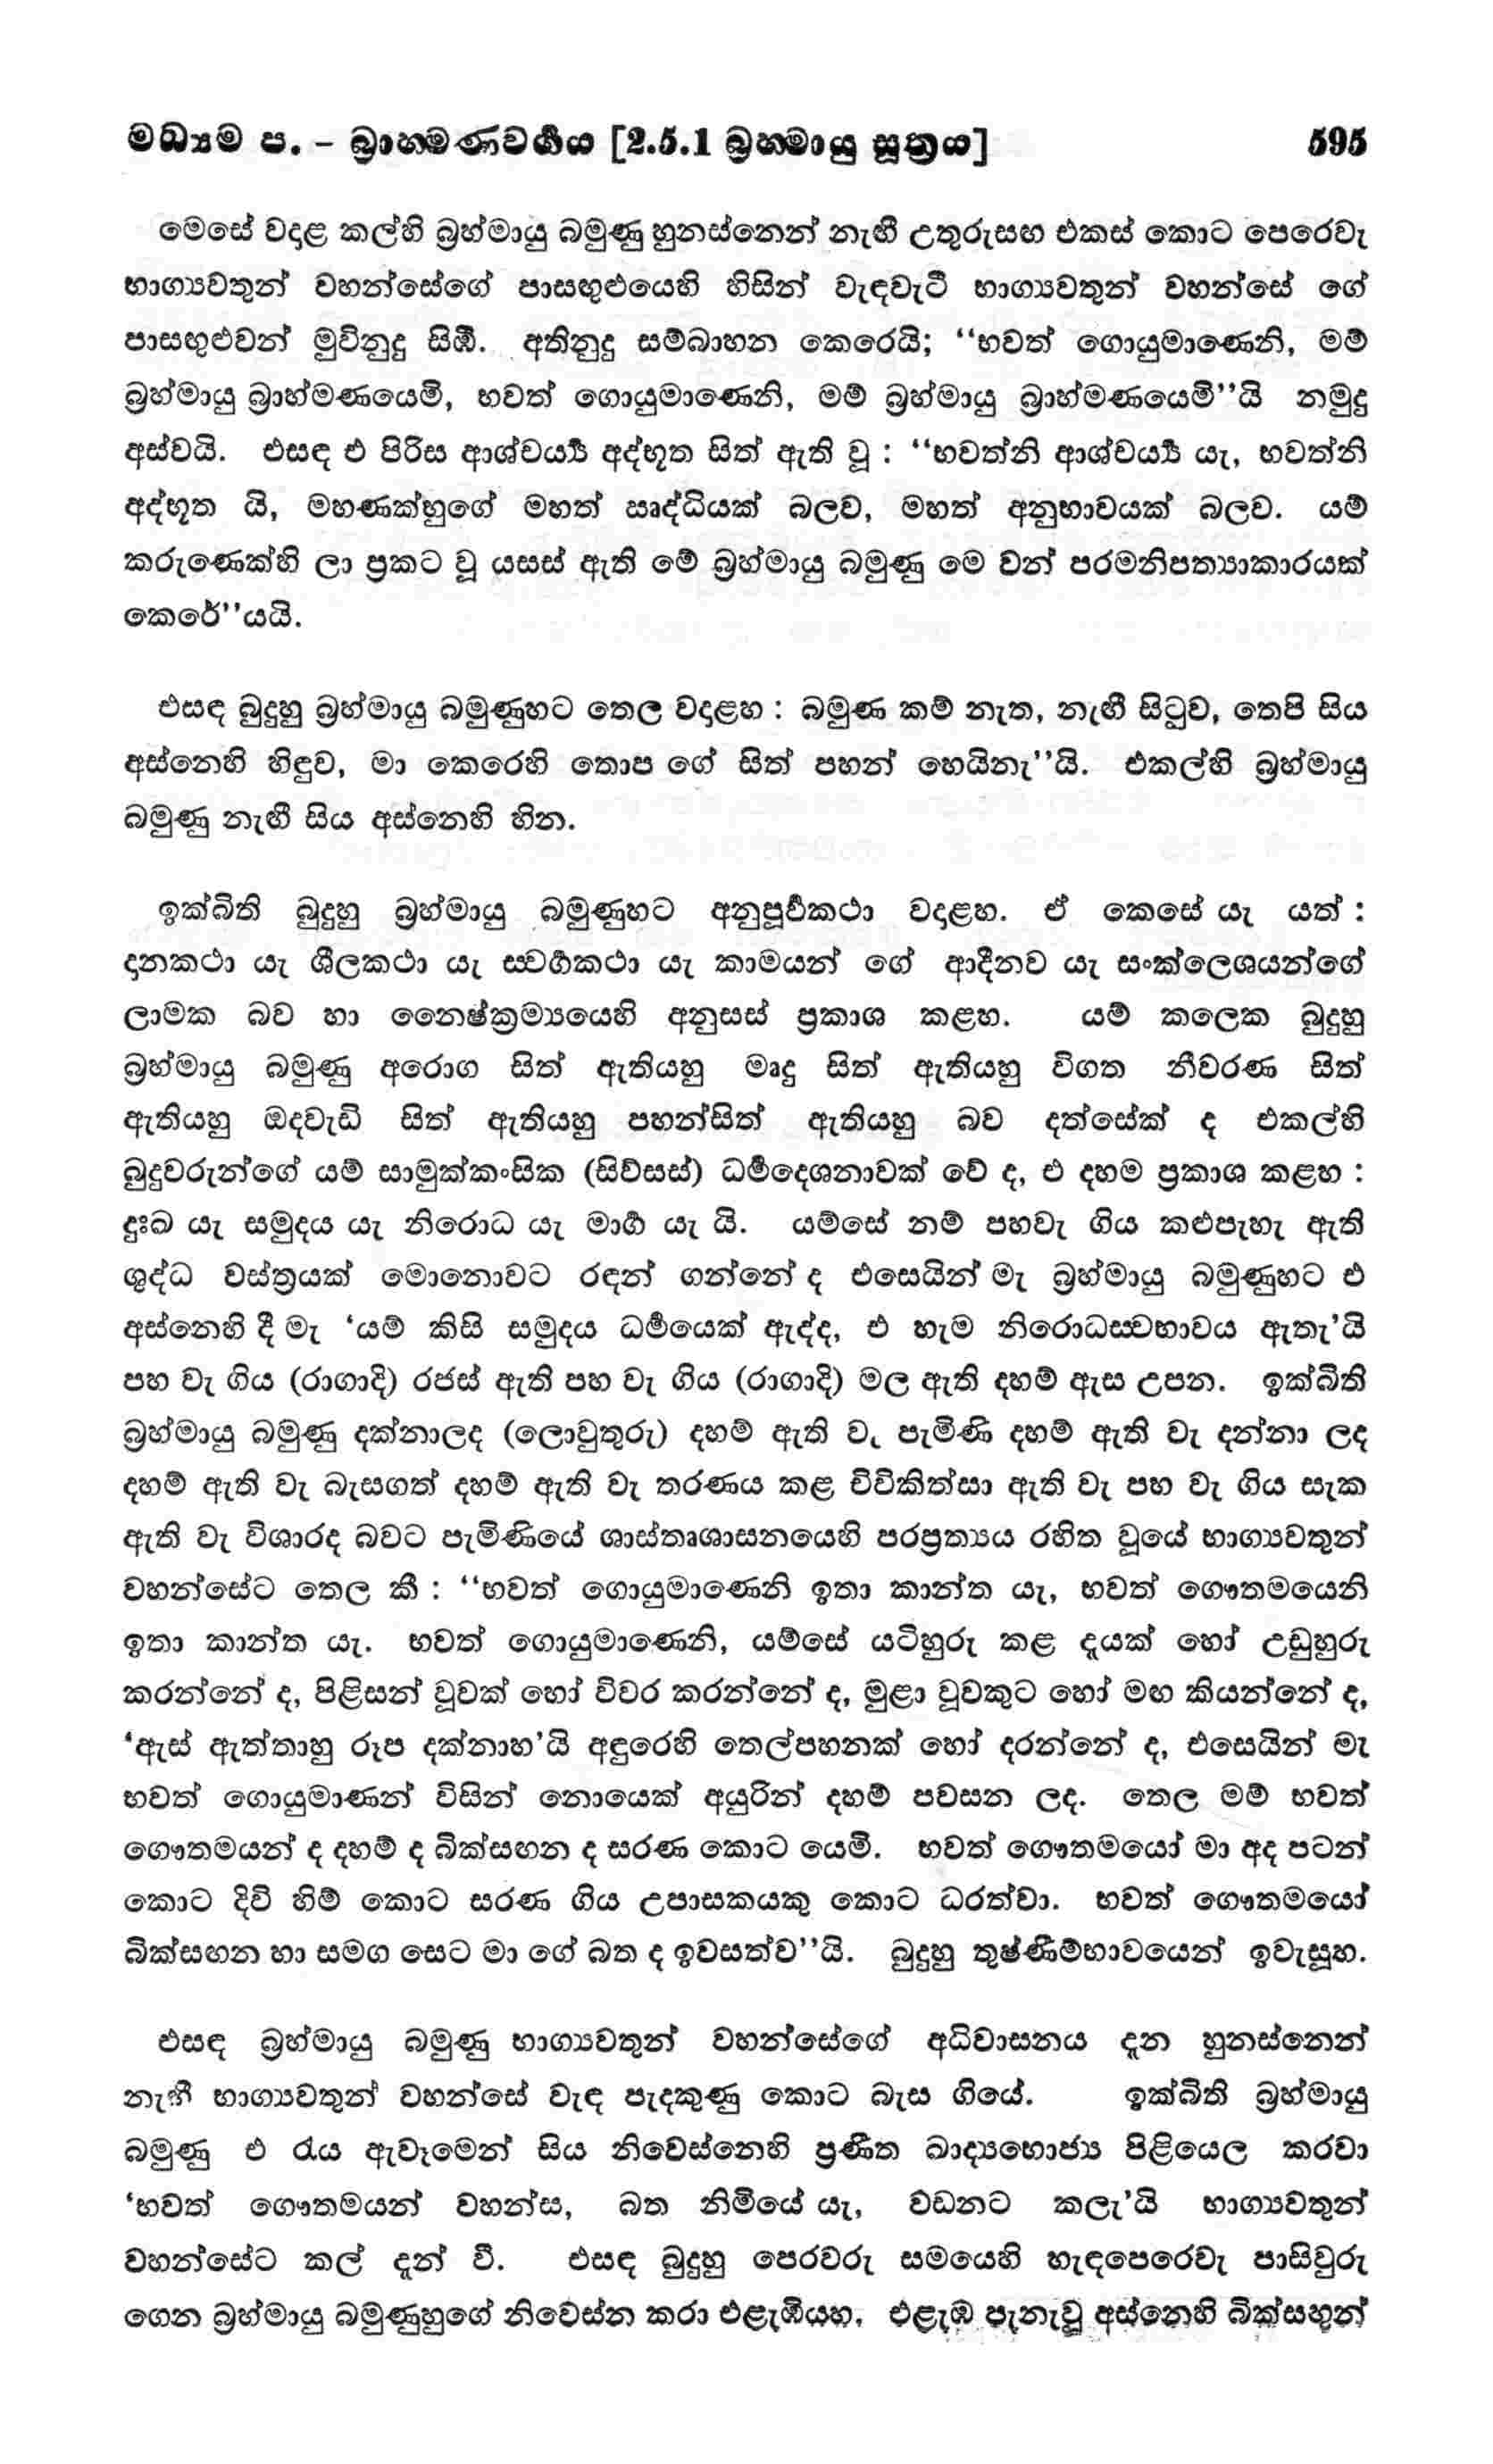 මධ්‍යම ප. – බ්‍රාහ්මණවර්‍ගය [2.5.1 බ්‍රහ්මායු සූත්‍රය] 595
මෙසේ වදාළ කල්හි බ්‍රහ්මායු බමුණු හුනස්නෙන් නැඟී උතුරුසඟ එකස් කොට පෙරෙවැ
භාග්‍යවතුන් වහන්සේගේ පාසඟුළුයෙහි හිසින් වැඳවැටී භාග්‍යවතුන් වහන්සේ ගේ
පාසඟුළුවන් මුවිනුදු සිඹී. අතිනුදු සම්බාහන කෙරෙයි; “භවත් ගොයුමාණෙනි, මම්
බ්‍රහ්මායු බ්‍රාහ්මණයෙමි, භවත් ගොයුමාණෙනි, මම් බ්‍රහ්මායු බ්‍රාහ්මණයෙමි”යි නමුදු
අස්වයි. එසඳ එ පිරිස ආශ්චර්‍ය්‍ය අද්භූත සිත් ඇති වූ : “භවත්නි ආශ්චර්‍ය්‍ය යැ, භවත්නි
අද්භූත යි, මහණක්හුගේ මහත් ඍද්ධියක් බලව, මහත් අනුභාවයක් බලව. යම්
කරුණෙක්හි ලා ප්‍රකට වූ යසස් ඇති මේ බ්‍රහ්මායු බමුණු මෙ වන් පරමනිපත්‍යාකාරයක්
කෙරේ”යයි.
එසඳ බුදුහු බ්‍රහ්මායු බමුණුහට තෙල වදාළහ : බමුණ කම් නැත, නැඟී සිටුව, තෙපි සිය
අස්නෙහි හිඳුව, මා කෙරෙහි තොප ගේ සිත් පහන් හෙයිනැ”යි. එකල්හි බ්‍රහ්මායු
බමුණු නැඟී සිය අස්නෙහි හින.
ඉක්බිති බුදුහු බ්‍රහ්මායු බමුණුහට අනුපූර්‍වකථා වදාළහ. ඒ කෙසේ යැ යත් :
දානකථා යැ ශීලකථා යැ ස්වර්‍ගකථා යැ කාමයන් ගේ ආදීනව යැ සංක්ලෙශයන්ගේ
ලාමක බව හා නෛෂ්ක්‍රම්‍යයෙහි අනුසස් ප්‍රකාශ කළහ. යම් කලෙක බුදුහු
බ්‍රහ්මායු බමුණු අරොග සිත් ඇතියහු මෘදු සිත් ඇතියහු විගත නීවරණ සිත්
ඇතියහු ඔදවැඩි සිත් ඇතියහු පහන්සිත් ඇතියහු බව දත්සේක් ද එකල්හි
බුදුවරුන්ගේ යම් සාමුක්කංසික (සිව්සස්) ධර්‍මදෙශනාවක් වේ ද, එ දහම ප්‍රකාශ කළහ :
දුඃඛ යැ සමුදය යැ නිරොධ යැ මාර්‍ග යැ යි. යම්සේ නම් පහවැ ගිය කළුපැහැ ඇති
ශුද්ධ වස්ත්‍රයක් මොනොවට රඳන් ගන්නේ ද එසෙයින් මැ බ්‍රහ්මායු බමුණුහට එ
අස්නෙහි දී මැ ‘යම් කිසි සමුදය ධර්‍මයෙක් ඇද්ද, එ හැම නිරොධස්වභාවය ඇතැ’යි
පහ වැ ගිය (රාගාදි) රජස් ඇති පහ වැ ගිය (රාගාදි) මල ඇති දහම් ඇස උපන. ඉක්බිති
බ්‍රහ්මායු බමුණු දක්නාලද (ලොවුතුරු) දහම් ඇති වැ පැමිණි දහම් ඇති වැ දන්නා ලද
දහම් ඇති වැ බැසගත් දහම් ඇති වැ තරණය කළ විචිකිත්සා ඇති වැ පහ වැ ගිය සැක
ඇති වැ විශාරද බවට පැමිණියේ ශාස්තෘශාසනයෙහි පරප්‍රත්‍යය රහිත වූයේ භාග්‍යවතුන්
වහන්සේට තෙල කී : “භවත් ගොයුමාණෙනි ඉතා කාන්ත යැ, භවත් ගෞතමයෙනි
ඉතා කාන්ත යැ. භවත් ගොයුමාණෙනි, යම්සේ යටිහුරු කළ දැයක් හෝ උඩුහුරු
කරන්නේ ද, පිළිසන් වූවක් හෝ විවර කරන්නේ ද, මුළා වූවකුට හෝ මඟ කියන්නේ ද,
‘ඇස් ඇත්තාහු රූප දක්නාහ’යි අඳුරෙහි තෙල්පහනක් හෝ දරන්නේ ද, එසෙයින් මැ
භවත් ගොයුමාණන් විසින් නොයෙක් අයුරින් දහම් පවසන ලද. තෙල මම් භවත්
ගෞතමයන් ද දහම් ද බික්සඟන ද සරණ කොට යෙමි. භවත් ගෞතමයෝ මා අද පටන්
කොට දිවි හිම් කොට සරණ ගිය උපාසකයකු කොට ධරත්වා. භවත් ගෞතමයෝ
බික්සඟන හා සමග සෙට මා ගේ බත ද ඉවසත්ව”යි. බුදුහු තුෂ්ණීම්භාවයෙන් ඉවැසූහ.
එසඳ බ්‍රහ්මායු බමුණු භාග්‍යවතුන් වහන්සේගේ අධිවාසනය දැන හුනස්නෙන්
නැඟී භාග්‍යවතුන් වහන්සේ වැඳ පැදකුණු කොට බැස ගියේ. ඉක්බිති බ්‍රහ්මායු
බමුණු එ රැය ඇවෑමෙන් සිය නිවෙස්නෙහි ප්‍රණීත ඛාද්‍යභොජ්‍ය පිළියෙල කරවා
‘භවත් ගෞතමයන් වහන්ස, බත නිමියේ යැ, වඩනට කලැ’යි භාග්‍යවතුන්
වහන්සේට කල් දැන් වී. එසඳ බුදුහු පෙරවරු සමයෙහි හැඳපෙරෙවැ පාසිවුරු
ගෙන බ්‍රහ්මායු බමුණුහුගේ නිවෙස්න කරා එළැඹියහ. එළැඹ පැනැවූ අස්නෙහි බික්සඟුන්